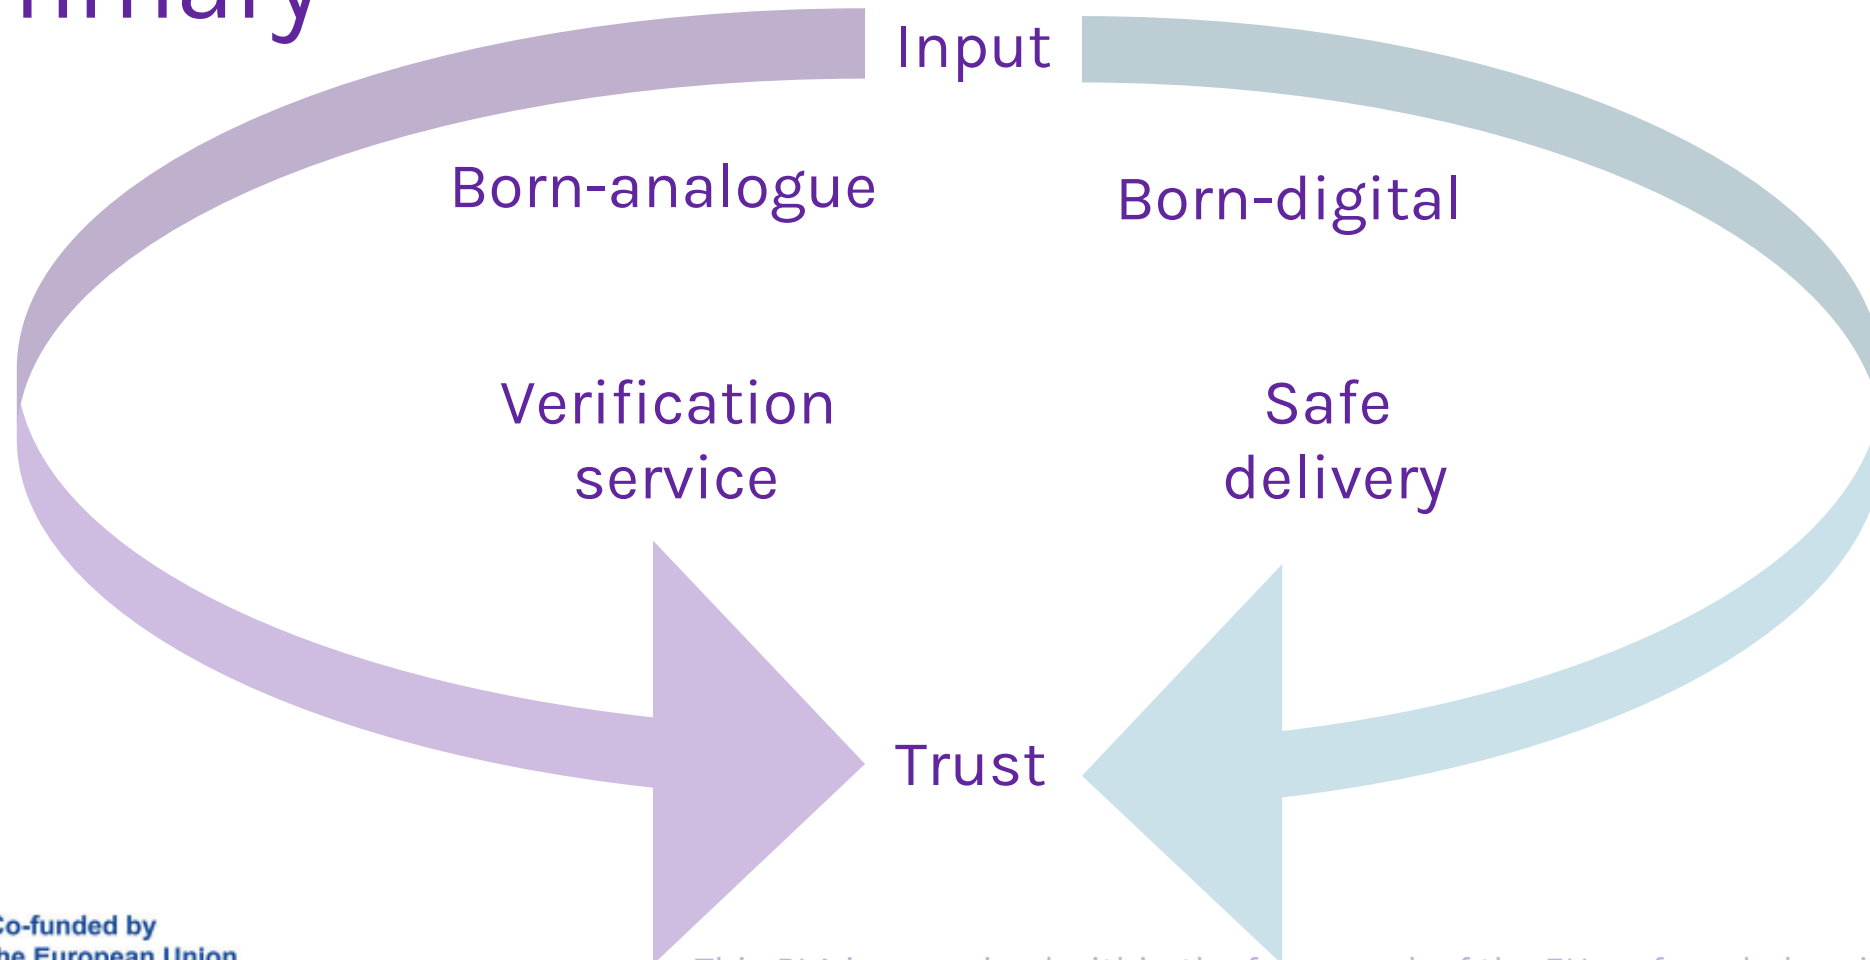 Input
Born-analogue
Born-digital
Verification
service
Safe
delivery
Trust
Co-funded by
the European Union